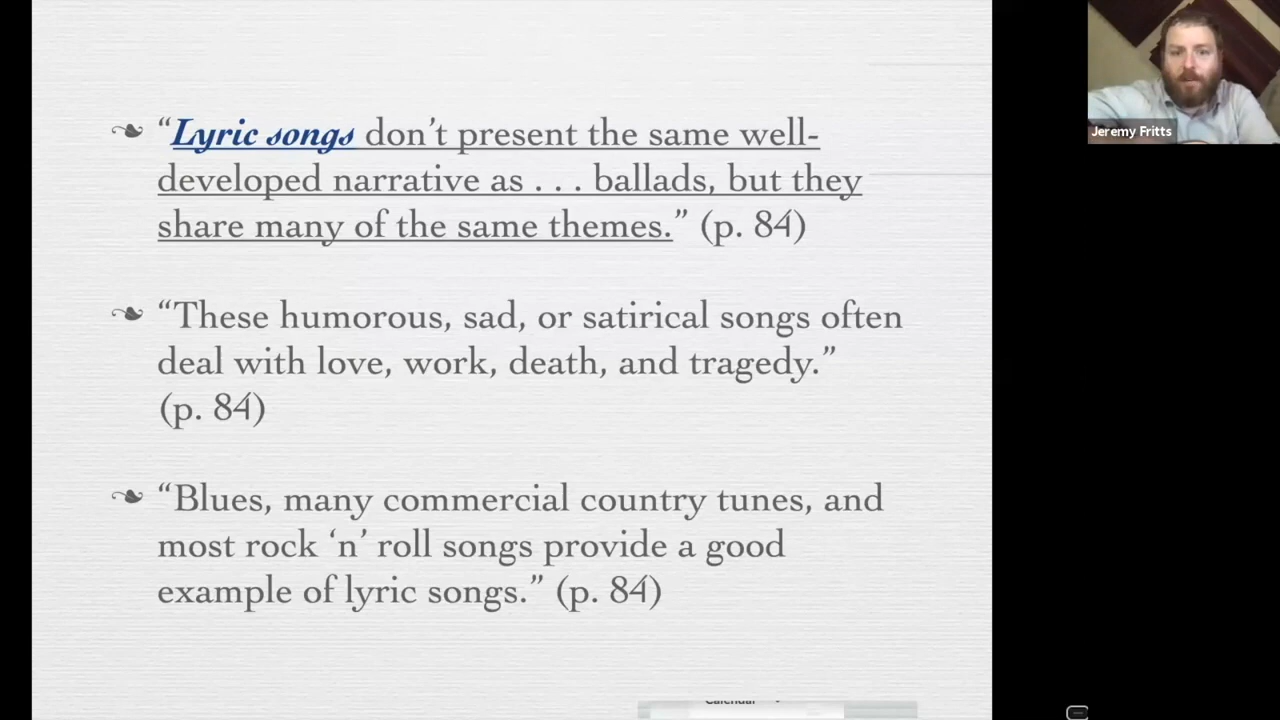 “Lyric songs don’t present the same well-
developed narrative as . . . ballads, but they
share many of the same themes.” (p. 84)
“These humorous, sad, or satirical songs often
deal with love, work, death, and tragedy.”
(p. 84)
“Blues, many commercial country tunes, and
most rock ‘n’ roll songs provide a good
example of lyric songs.” (p. 84)
Jeremy Fritts
Calendar